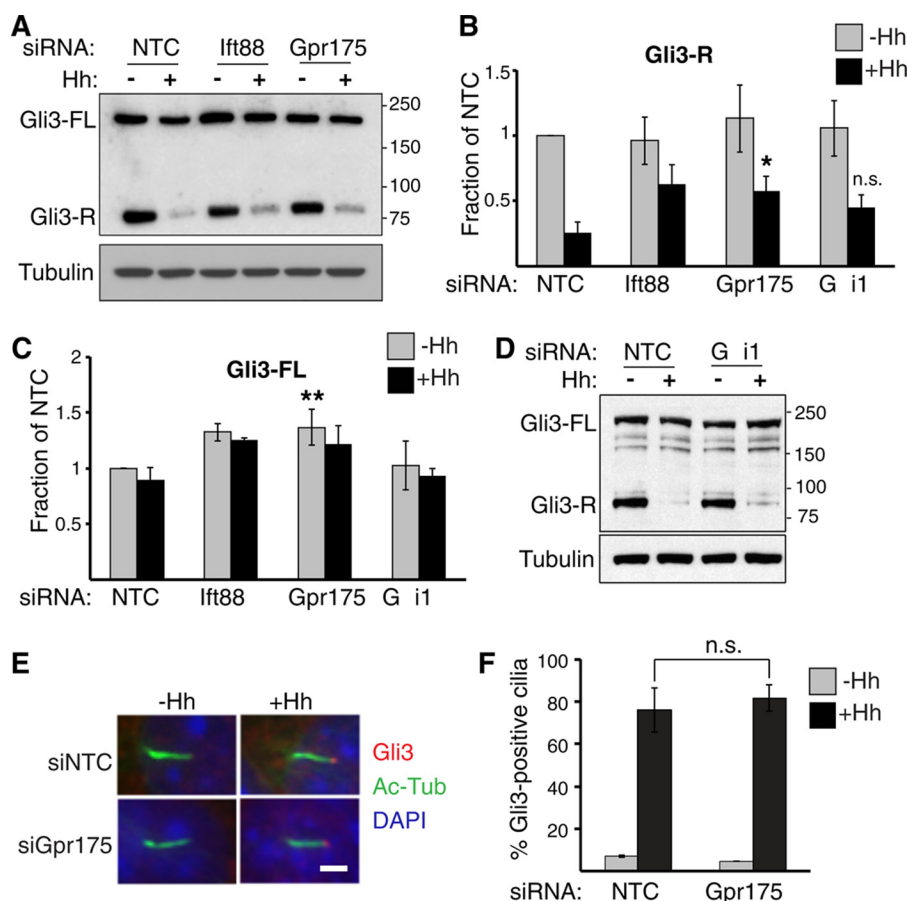 A
siRNA: NTC Ift88 Gpr175
Hh: - + - + - +
Gli3-FL
Gli3-R
Tubulin
- 250
- 150
- 100
- 75
B
Gli3-R
-Hh
+Hh
Fraction of NTC
1.5
1
0.5
*
n.s.
siRNA: NTC Ift88 Gpr175 G i1
C
Gli3-FL
-Hh
+Hh
Fraction of NTC
2
1.5
1
0.5
**
siRNA: NTC Ift88 Gpr175 G i1
D
siRNA: NTC G i1
Hh: - + - +
Gli3-FL
Gli3-R
Tubulin
- 250
- 150
- 100
- 75
E
-Hh +Hh
siNTC
siGpr175
Gli3
Ac-Tub
DAPI
F
n.s.
-Hh
+Hh
% Gli3-positive cilia
100
80
60
40
20
siRNA: NTC Gpr175